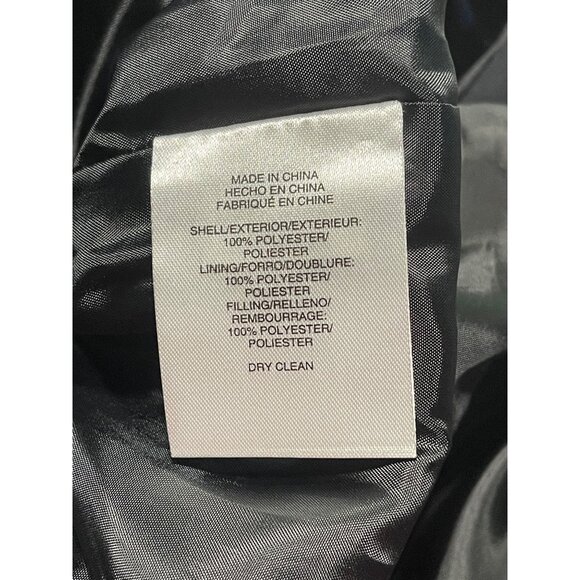 MADE IN CHINA
HECHO EN CHINA
FABRIQUÉ EN CHINE
SHELL/EXTERIOR/EXTERIEUR:
100% POLYESTER/
POLIESTER
LINING/FORRO/DOUBLURE:
100% POLYESTER/
POLIESTER
FILLING/RELLENO/
REMBOURRAGE:
100% POLYESTER/
POLIESTER
DRY CLEAN